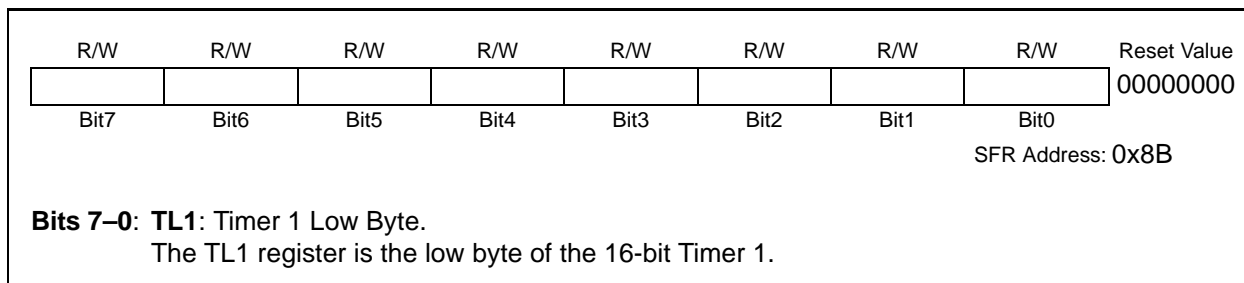 R/W R/W R/W R/W R/W R/W R/W R/W Reset Value
00000000
Bit7 Bit6 Bit5 Bit4 Bit3 Bit2 Bit1 Bit0
SFR Address: 0x8B
Bits 7–0: TL1: Timer 1 Low Byte.
The TL1 register is the low byte of the 16-bit Timer 1.